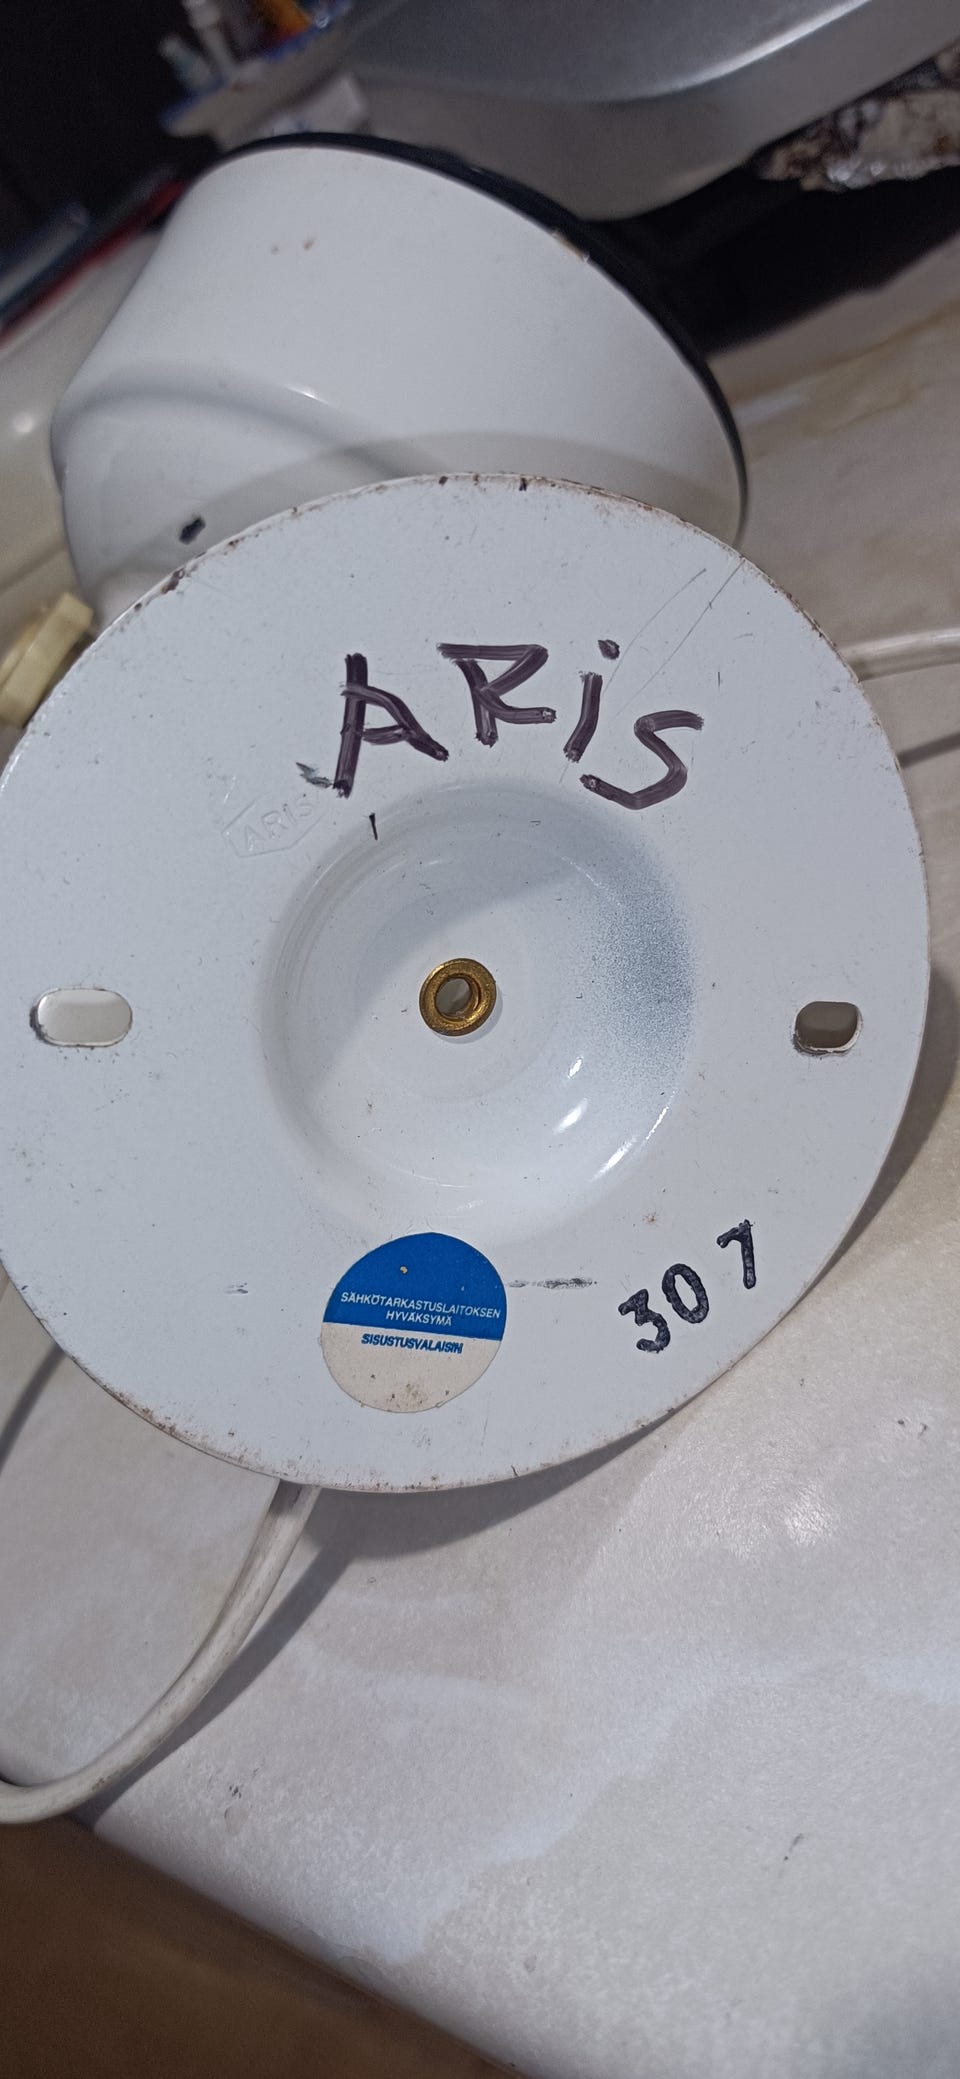 ARiS
ARIS
307
SÄHKÖTARKASTUSLAITOKSEN
HYVÄKSYMÄ
SISUSTUSVALAISIN